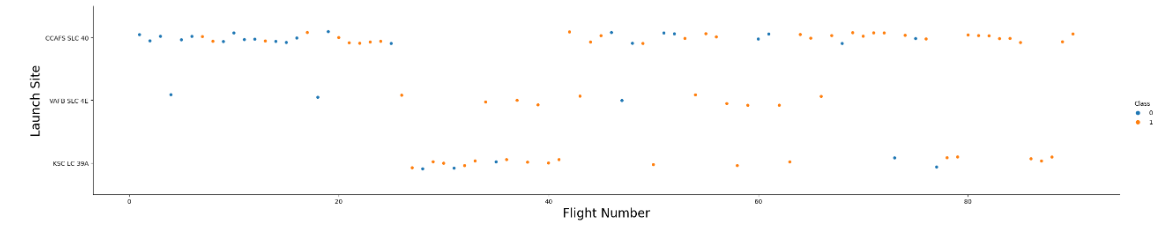 CCAFS SLC 40
VAFB SLC 4E
KSC LC 39A
Launch Site
0 20 40 60 80
Flight Number
Class
0
1